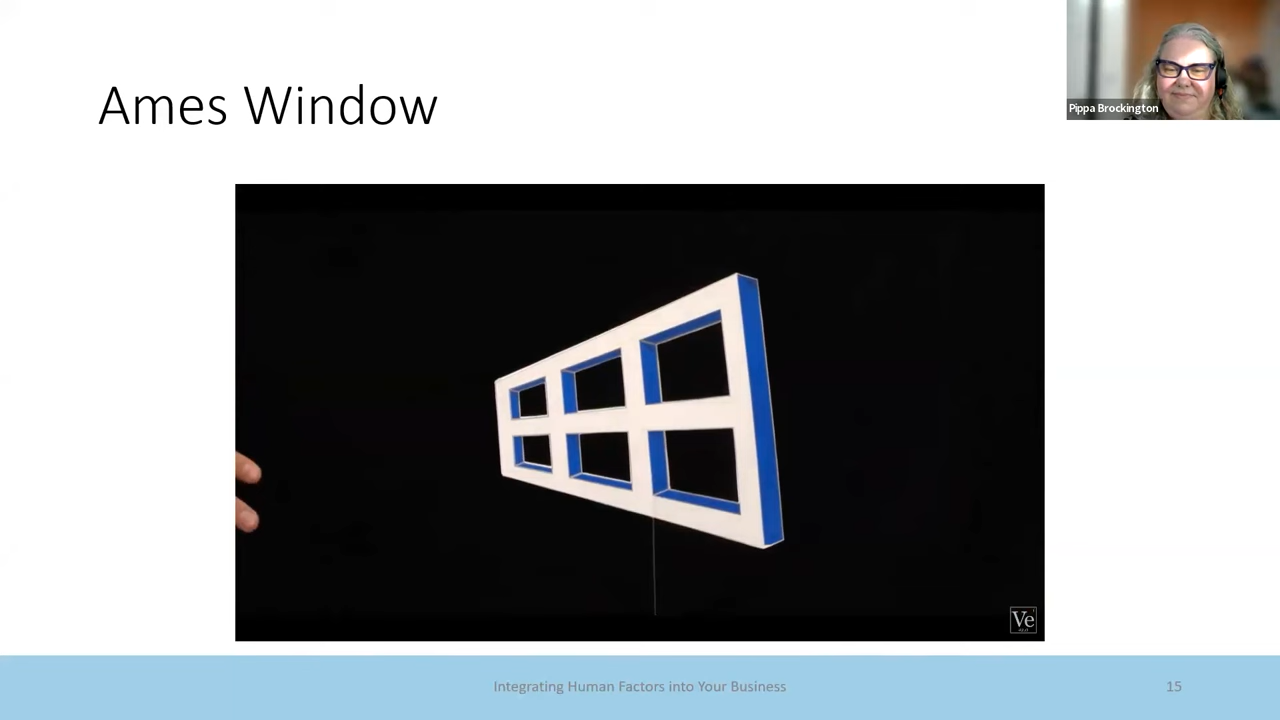 Ames Window
Pippa Brockington
Ve
Integrating Human Factors into Your Business
15